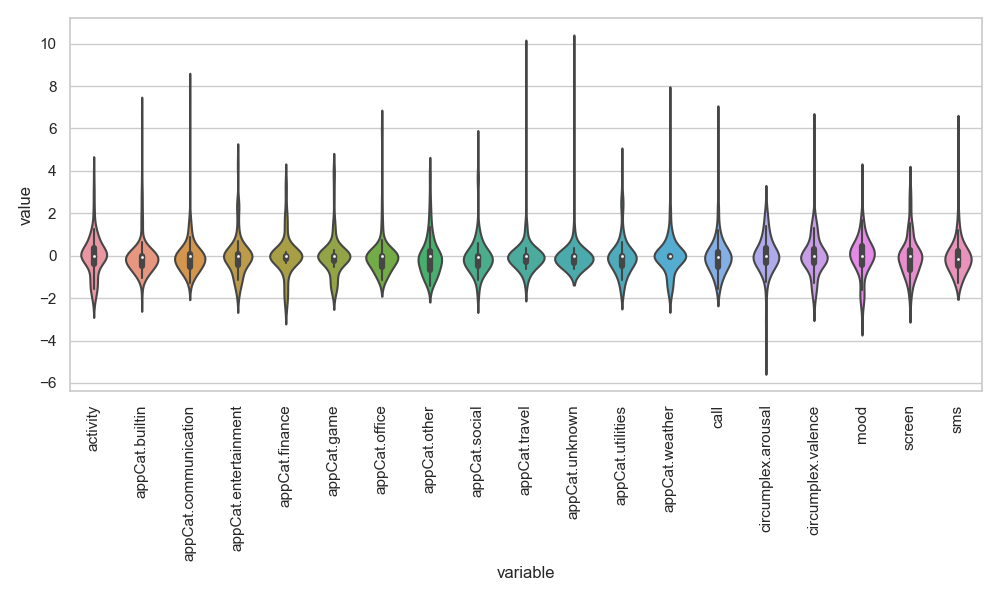 10
8
6
4
2
0
−2
−4
−6
value
activity
appCat.builtin
appCat.communication
appCat.entertainment
appCat.finance
appCat.game
appCat.office
appCat.other
appCat.social
appCat.travel
appCat.unknown
appCat.utilities
appCat.weather
call
circumplex.arousal
circumplex.valence
mood
screen
sms
variable